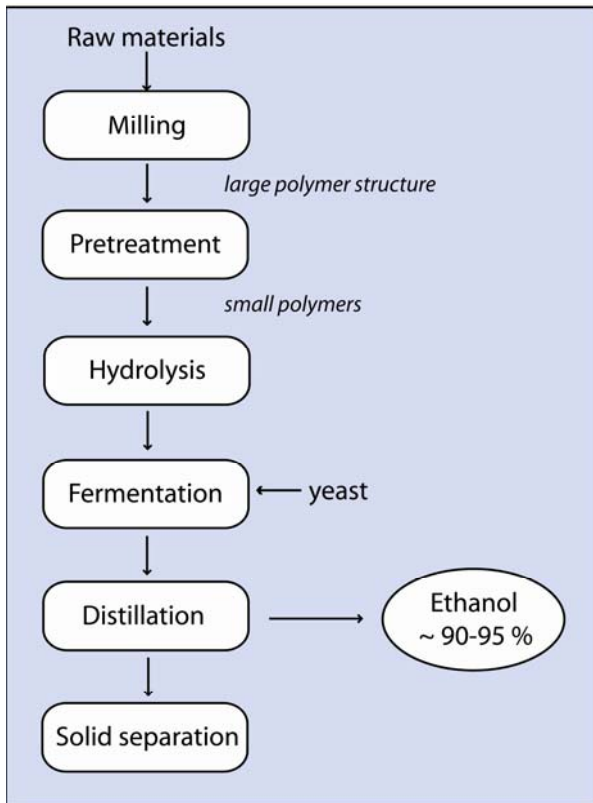 Raw materials
Milling
large polymer structure
Pretreatment
small polymers
Hydrolysis
Fermentation
yeast
Distillation
Ethanol
~ 90-95 %
Solid separation